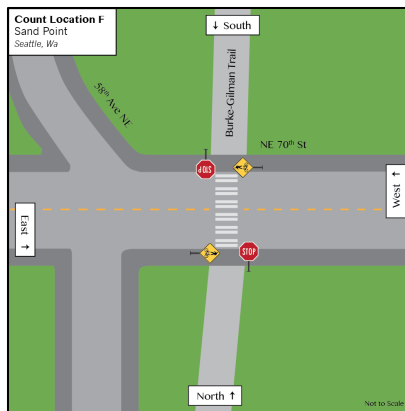 Count Location F
Sand Point
Seattle, Wa
↓ South
58th Ave NE
Burke-Gilman Trail
NE 70th St
STOP
West ↑
East ↑
STOP
North ↑
Not to Scale